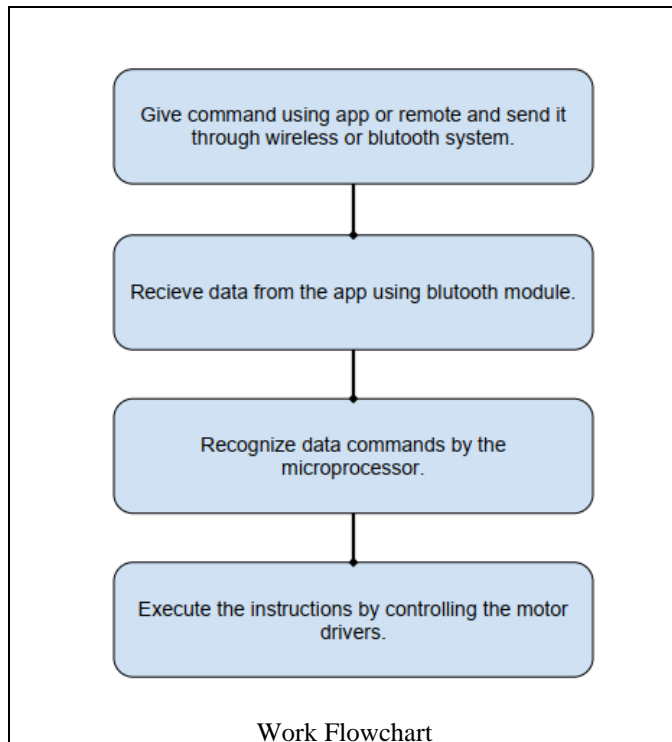 Give command using app or remote and send it
through wireless or blutooth system.
Recieve data from the app using blutooth module.
Recognize data commands by the
microprocessor.
Execute the instructions by controlling the motor
drivers.
Work Flowchart